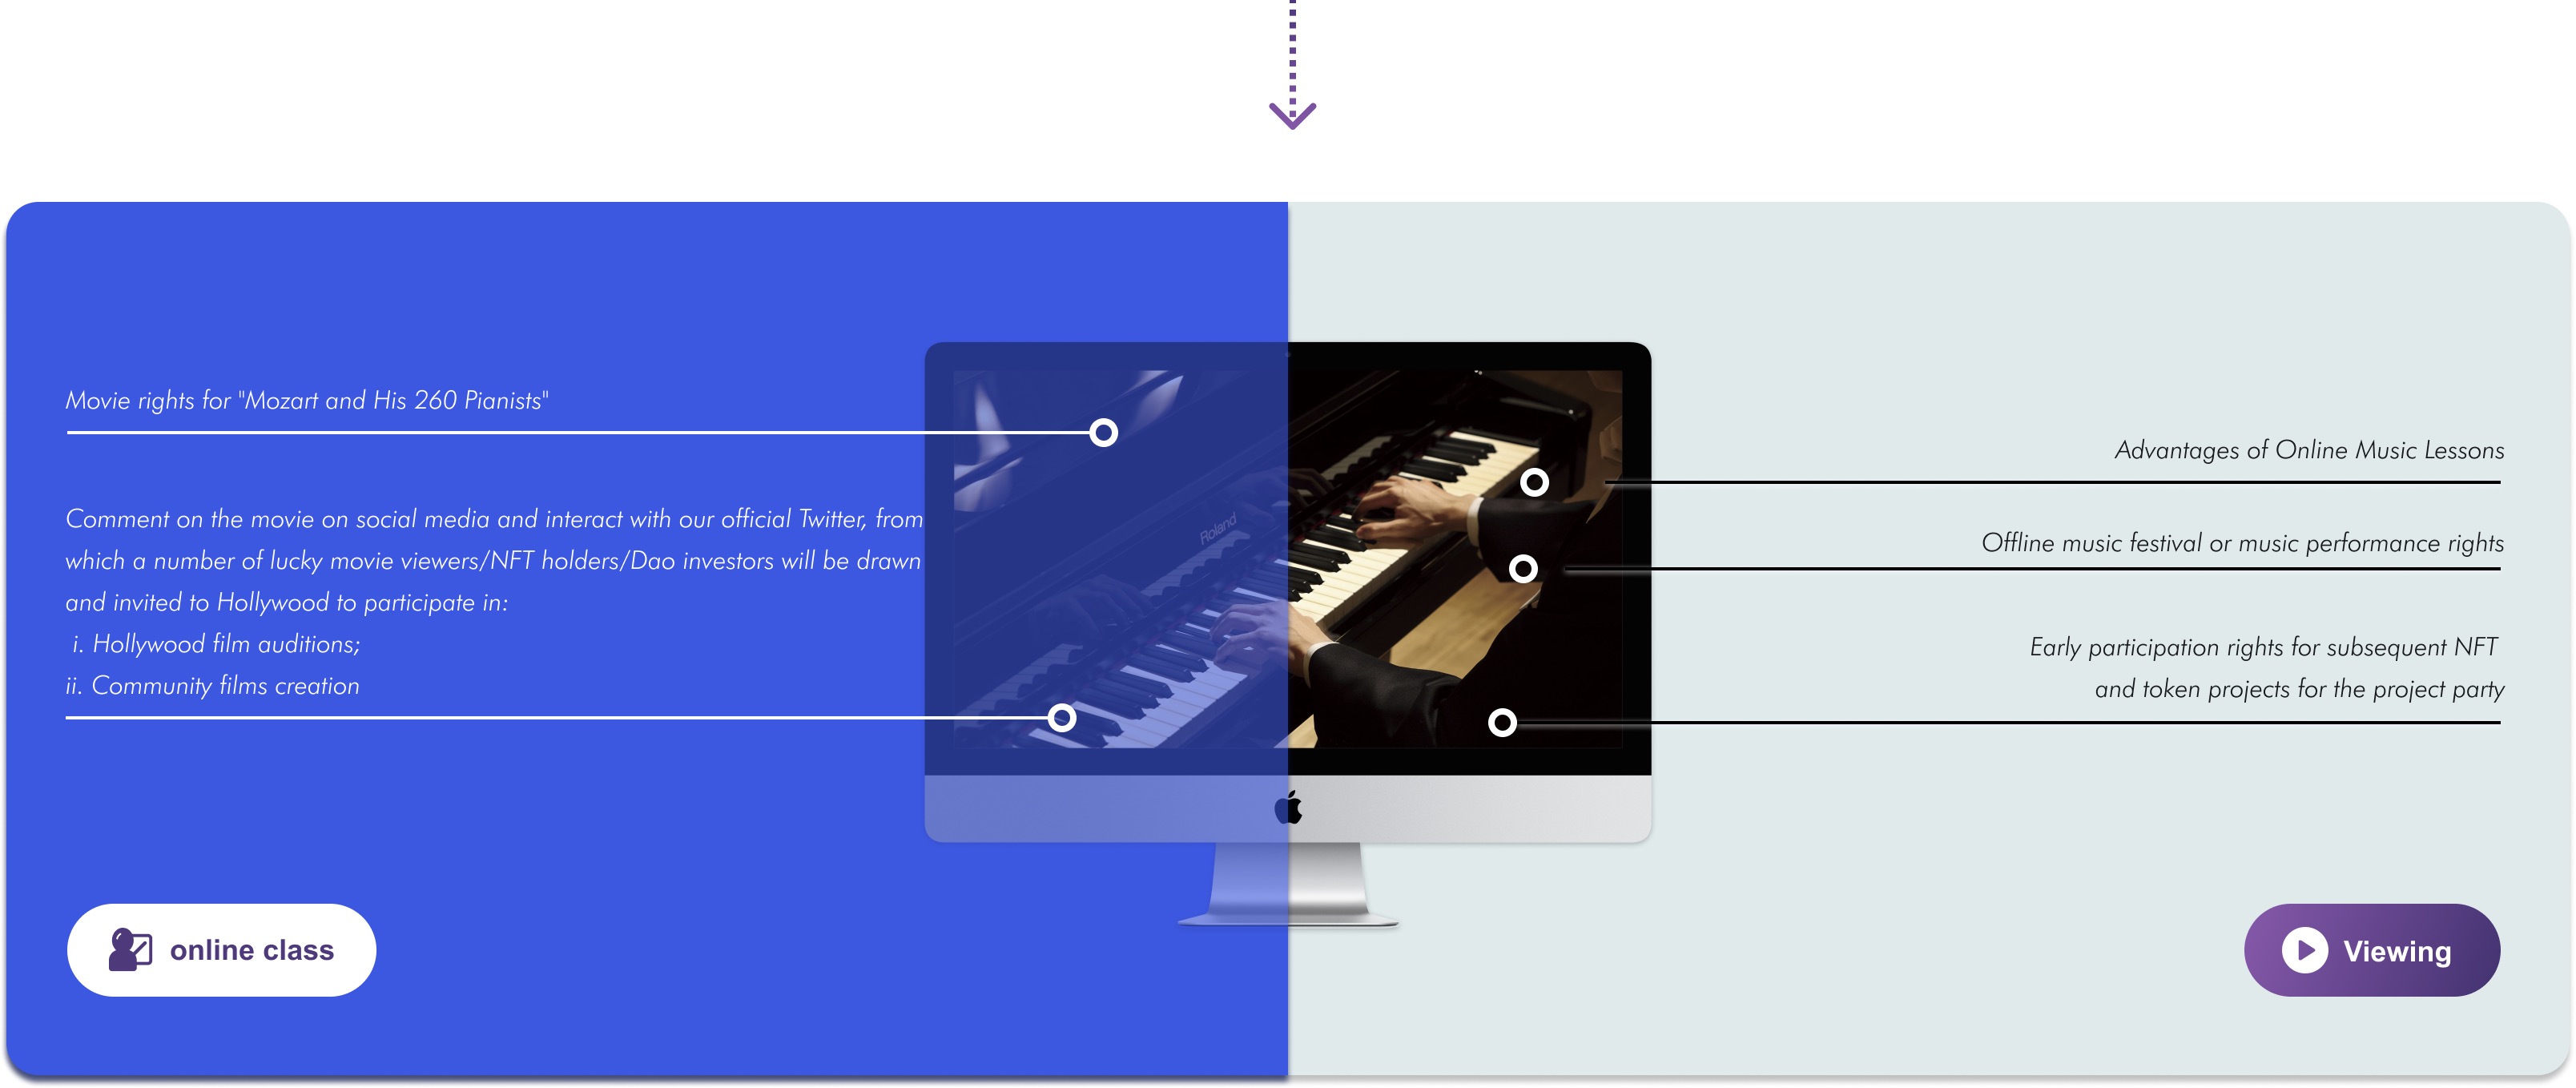 Movie rights for "Mozart and His 260 Pianists"
Comment on the movie on social media and interact with our official Twitter, from
which a number of lucky movie viewers/NFT holders/Dao investors will be drawn
and invited to Hollywood to participate in:
i. Hollywood film auditions;
ii. Community films creation
online class
Roland
Advantages of Online Music Lessons
Offline music festival or music performance rights
Early participation rights for subsequent NFT
and token projects for the project party
Viewing